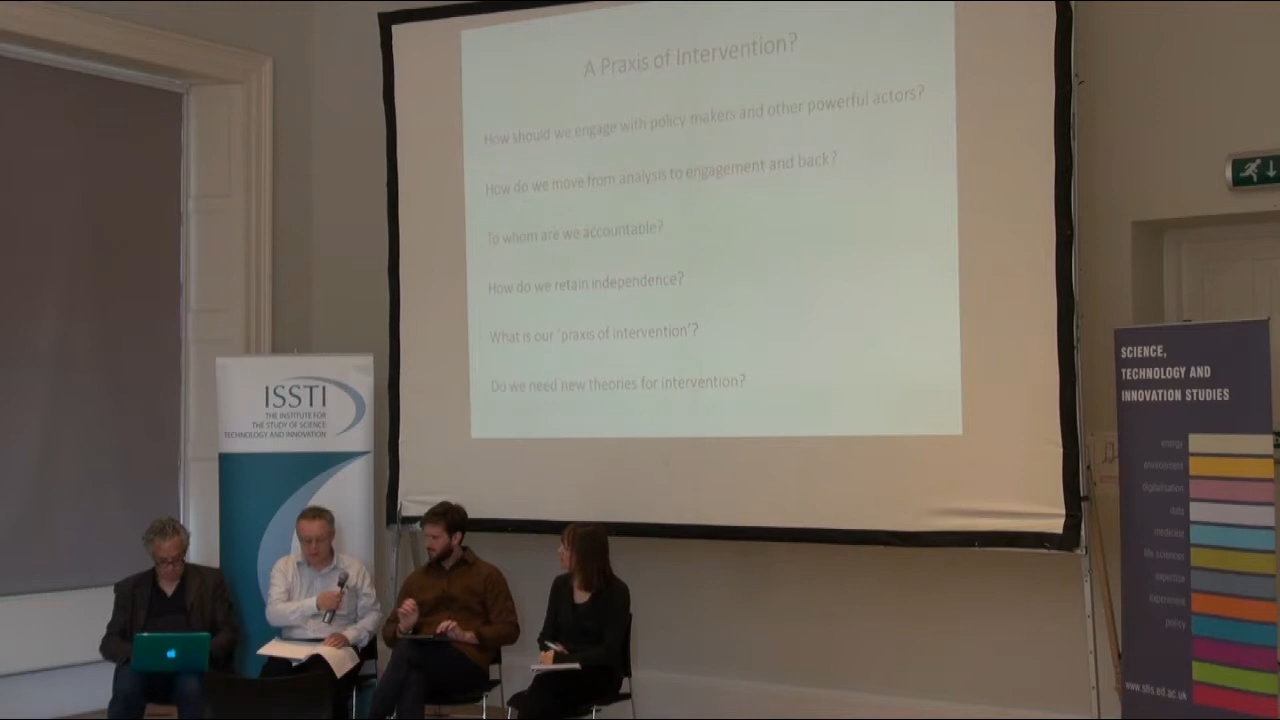 A Praxis of Intervention?
How should we engage with policy makers and other powerful actors?
How do we move from analysis to engagement and back?
To whom are we accountable?
How do we retain independence?
What is our 'praxis of intervention'?
Do we need new theories for intervention?
ISSTI
THE INSTITUTE FOR
THE STUDY OF SCIENCE
TECHNOLOGY AND INNOVATION
SCIENCE,
TECHNOLOGY AND
INNOVATION STUDIES
energy
environment
digitalisation
data
medicine
life sciences
expertise
experiment
policy
www.stis.ed.ac.uk